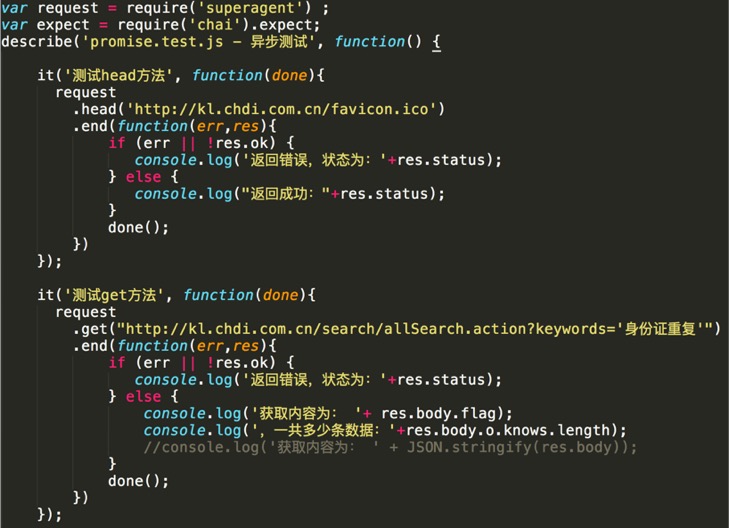 var request = require('superagent') ;
var expect = require('chai').expect;
describe('promise.test.js - 异步测试', function() {
it('测试head方法', function(done){
request
.head('http://kl.chdi.com.cn/favicon.ico')
.end(function(err,res){
if (err || !res.ok) {
console.log('返回错误，状态为：'+res.status);
} else {
console.log("返回成功："+res.status);
}
done();
})
});
it('测试get方法', function(done){
request
.get("http://kl.chdi.com.cn/search/allSearch.action?keywords='身份证重复'")
.end(function(err,res){
if (err || !res.ok) {
console.log('返回错误，状态为：'+res.status);
} else {
console.log('获取内容为： '+ res.body.flag);
console.log('，一共多少条数据：'+res.body.o.knows.length);
//console.log('获取内容为： ' + JSON.stringify(res.body));
}
done();
})
});